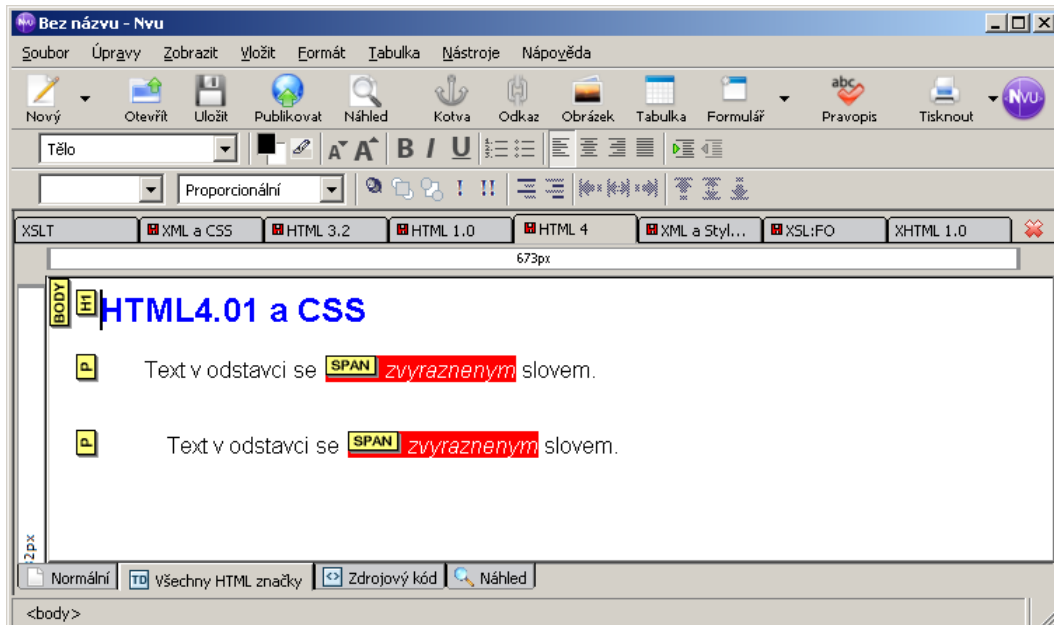 Bez názvu - Nvu
Soubor Úpravy Zobrazit Vložit Formát Tabulka Nástroje Nápověda
Nový Otevřít Uložit Publikovat Náhled Kotva Odkaz Obrázek Tabulka Formulář Pravopis Tisknout
Tělo
Proporcionální
XSLT XML a CSS HTML 3.2 HTML 1.0 HTML 4 XML a Styl... XSL:FO XHTML 1.0
673px
BODY H1 HTML4.01 a CSS
P Text v odstavci se SPAN zvyraznenym slovem.
P Text v odstavci se SPAN zvyraznenym slovem.
Normální TD Všechny HTML značky Zdrojový kód Náhled
<body>